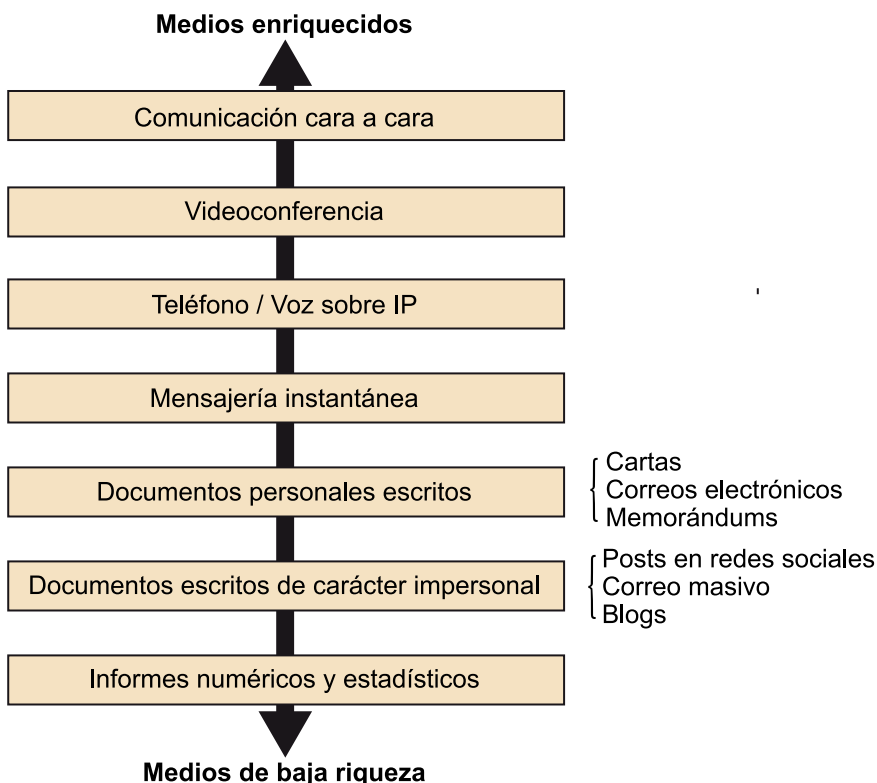 Medios enriquecidos
Comunicación cara a cara
Videoconferencia
Teléfono / Voz sobre IP
Mensajería instantánea
Documentos personales escritos
Cartas
Correos electrónicos
Memorándums
Documentos escritos de carácter impersonal
Posts en redes sociales
Correo masivo
Blogs
Informes numéricos y estadísticos
Medios de baja riqueza